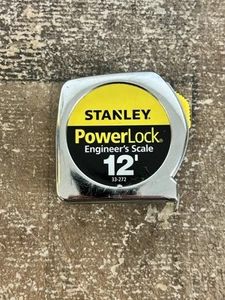 STANLEY
PowerLock®
Engineer's Scale
12'
33-272